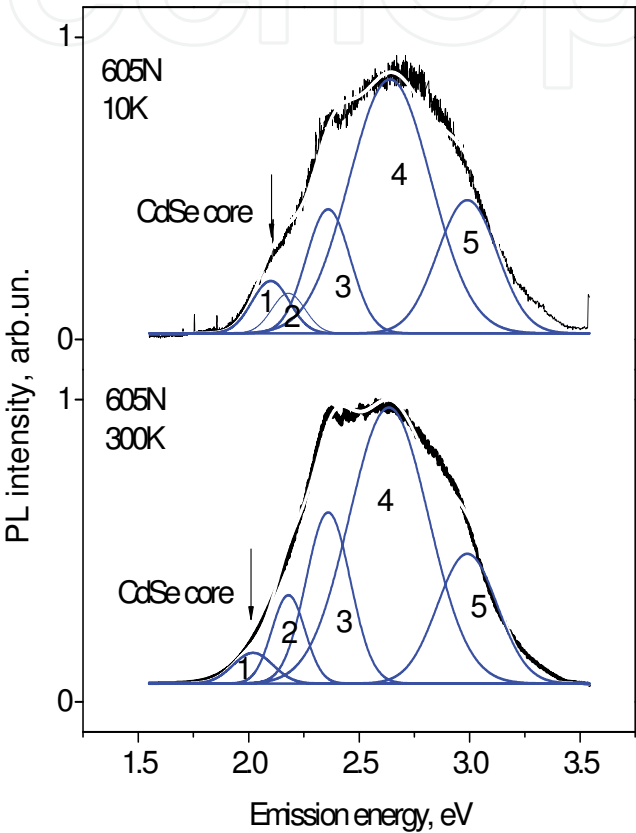 1
605N
10K
CdSe core
4
5
3
1
2
0
1
605N
300K
4
CdSe core
5
2
3
1
0
PL intensity, arb.un.
1.5 2.0 2.5 3.0 3.5
Emission energy, eV